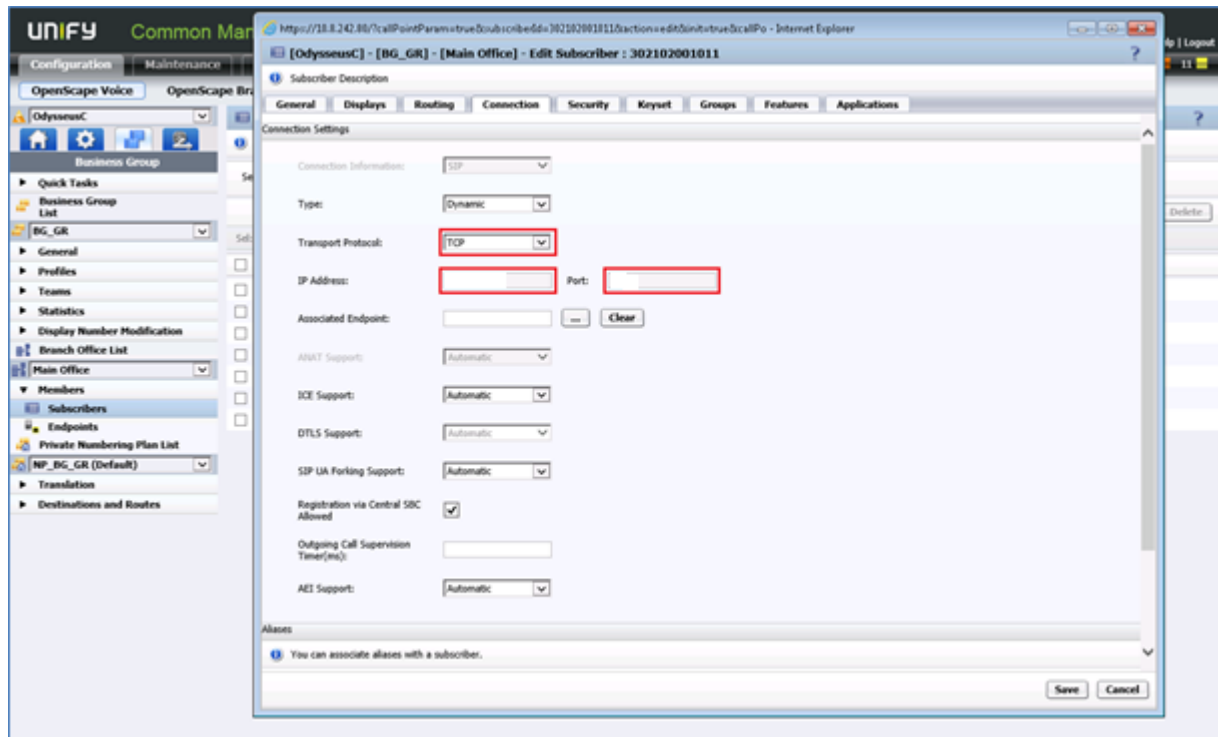 UNIFY Common Man
Configuration Maintenance
OpenScape Voice OpenScape Bra
OdysseusC
Business Group
Quick Tasks
Business Group
List
BG_GR
General
Profiles
Teams
Statistics
Display Number Modification
Branch Office List
Main Office
Members
Subscribers
Endpoints
Private Numbering Plan List
NP_BG_GR (Default)
Translation
Destinations and Routes
Se
Sel
Logout
11
?
Delete
- Internet Explorer
[OdysseusC] - [BG_GR] - [Main Office] - Edit Subscriber : 302102001011
?
Subscriber Description
General Displays Routing Connection Security Keyset Groups Features Applications
Connection Settings
Connection Information: SIP
Type: Dynamic
Transport Protocol: TCP
IP Address: Port:
Associated Endpoint: ... Clear
ANAT Support: Automatic
ICE Support: Automatic
DTLS Support: Automatic
SIP UA Forking Support: Automatic
Registration via Central SBC
Allowed
Outgoing Call Supervision
Timer(ms):
AEI Support: Automatic
Aliases
You can associate aliases with a subscriber.
Save Cancel